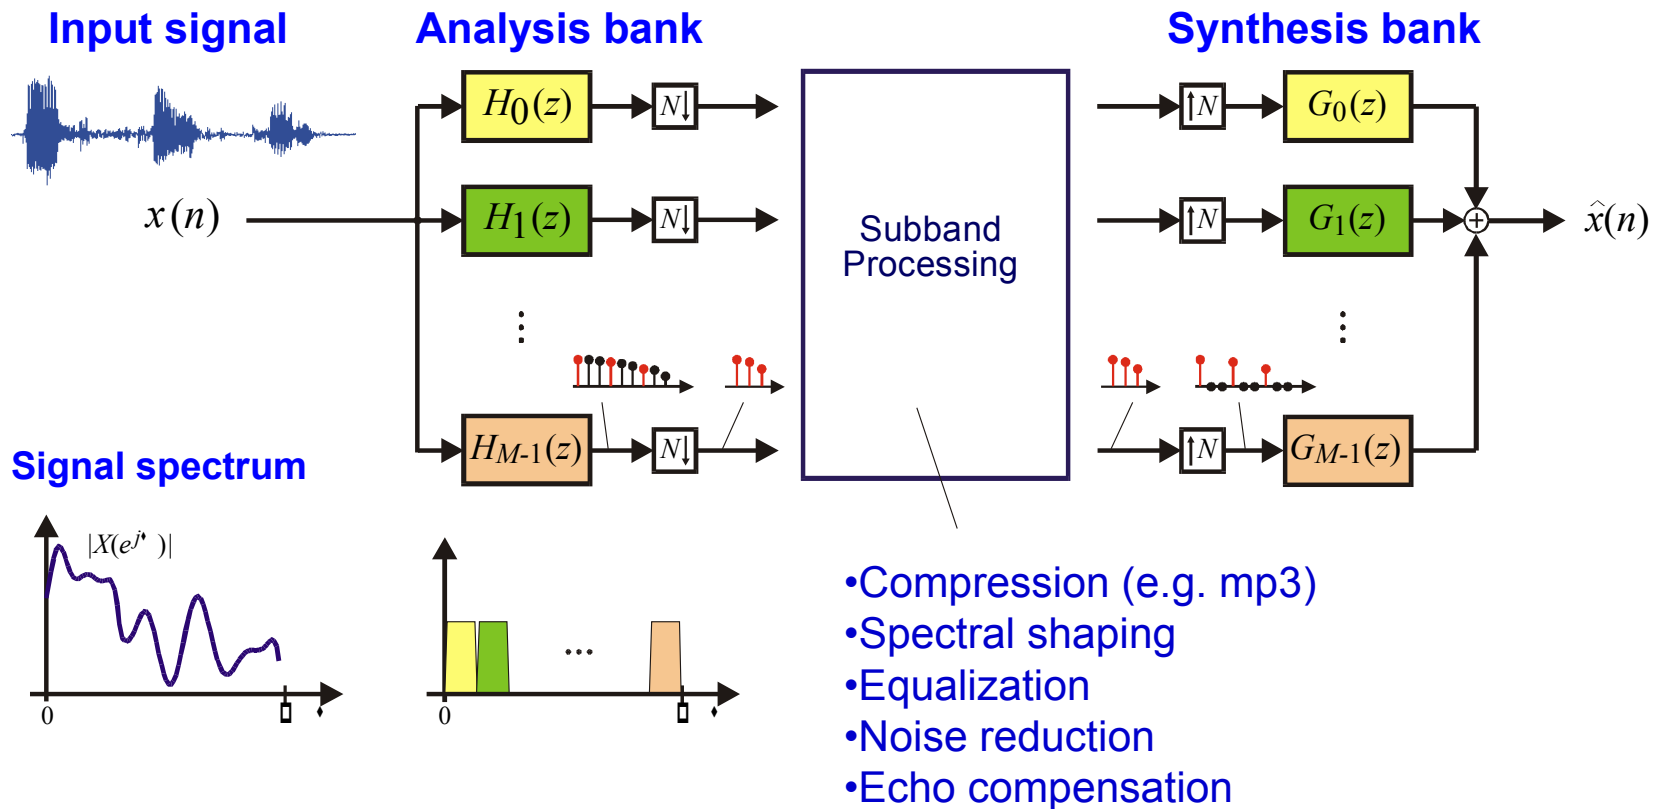 Input signal
Analysis bank
Synthesis bank
H0(z)
N↓
↑N
G0(z)
x(n)
H1(z)
N↓
Subband
Processing
↑N
G1(z)
+
x̂(n)
⋮
⋮
HM-1(z)
N↓
↑N
GM-1(z)
Signal spectrum
|X(e^j♦ )|
0
▯ ♦
...
0
▯ ♦
•Compression (e.g. mp3)
•Spectral shaping
•Equalization
•Noise reduction
•Echo compensation